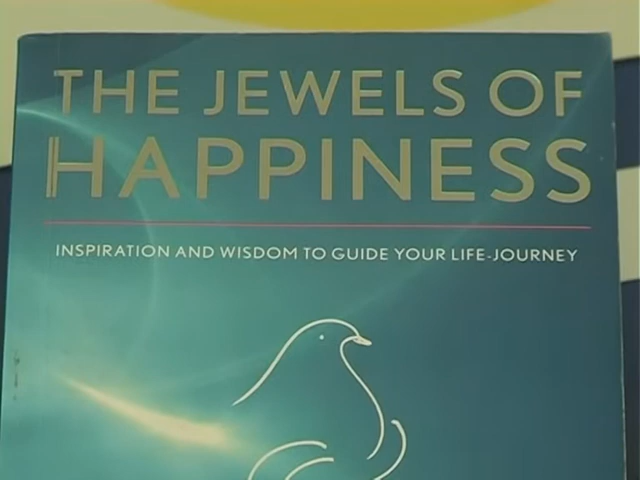 THE JEWELS OF
HAPPINESS
INSPIRATION AND WISDOM TO GUIDE YOUR LIFE-JOURNEY